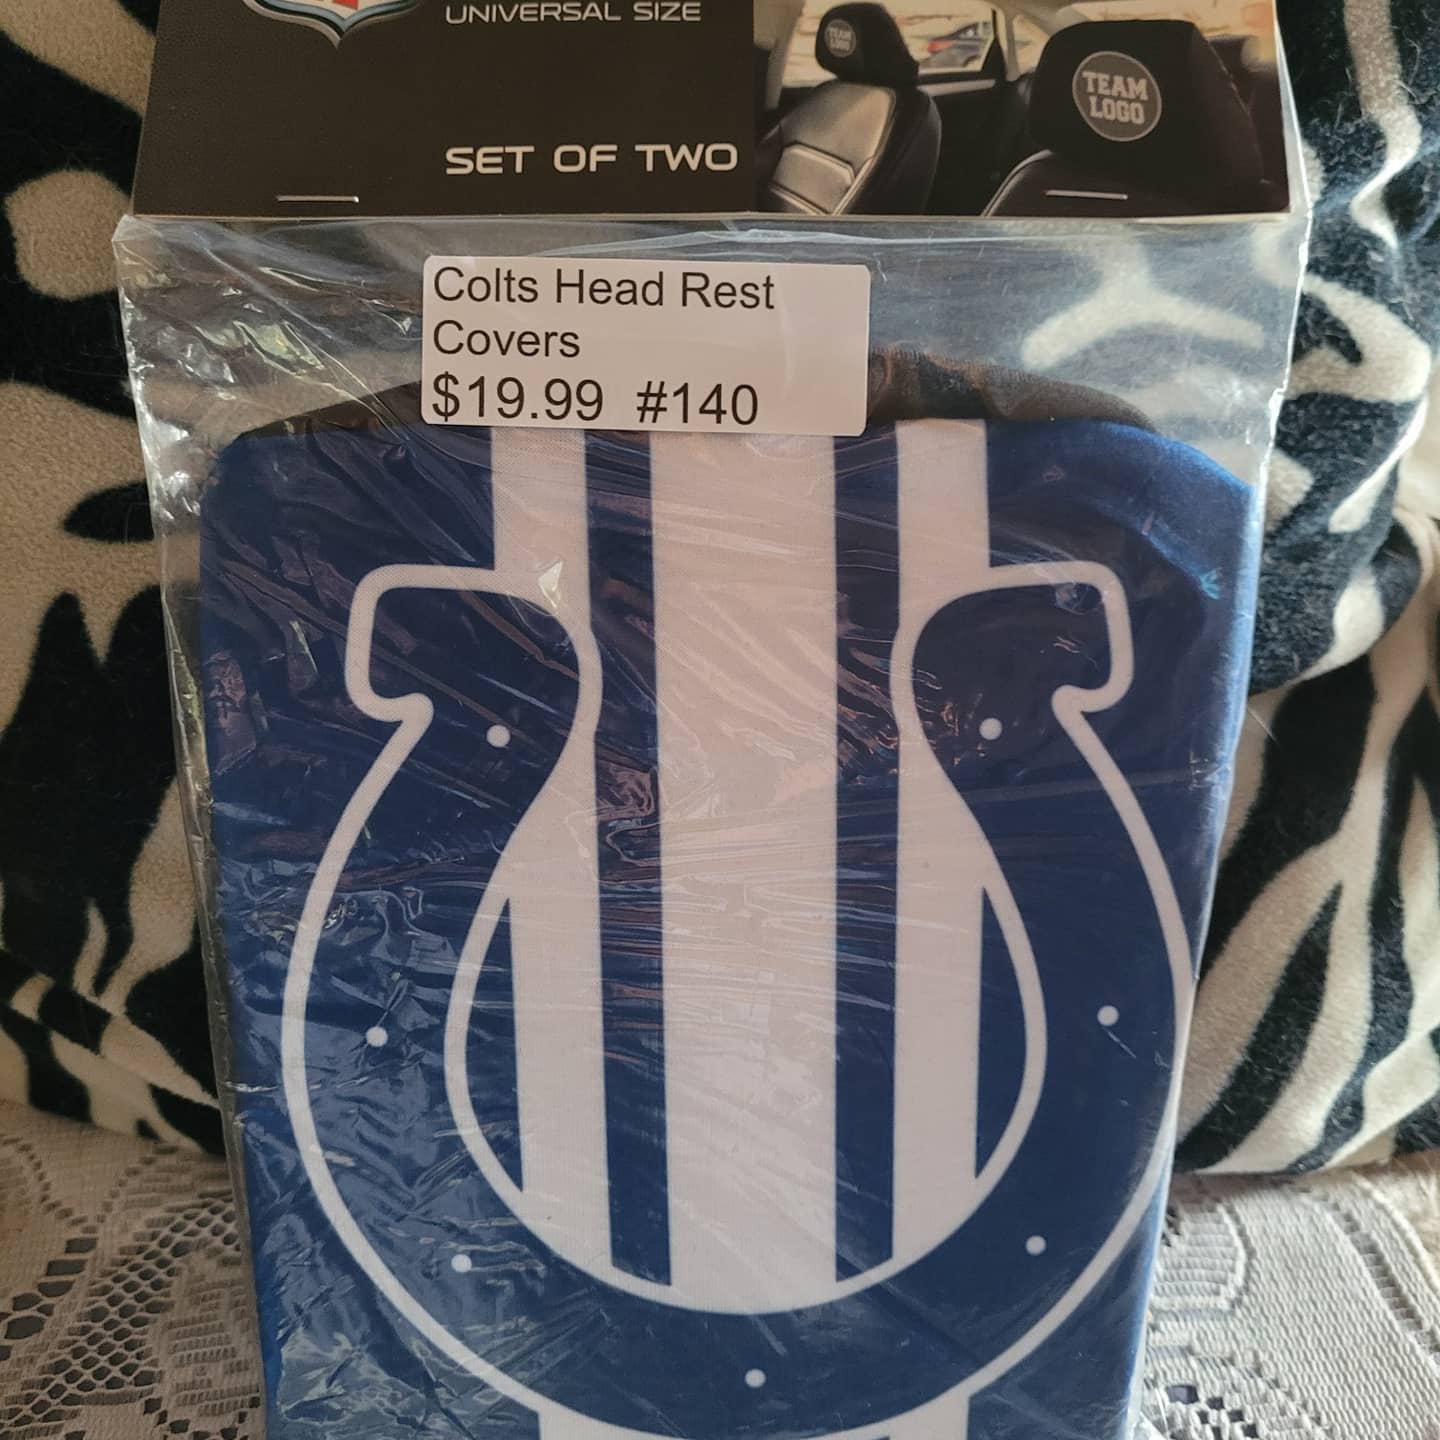 UNIVERSAL SIZE
SET OF TWO
TEAM
LOGO
TEAM
LOGO
Colts Head Rest
Covers
$19.99 #140